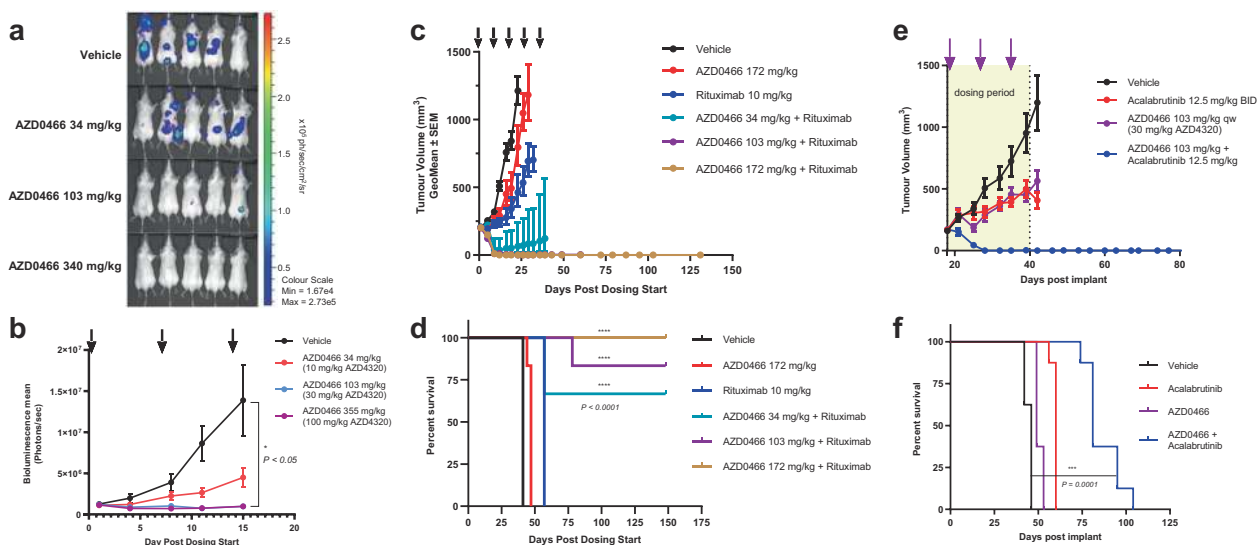 a
Vehicle
AZD0466 34 mg/kg
AZD0466 103 mg/kg
AZD0466 340 mg/kg
2.5
2.0
1.5
1.0
0.5
x10⁵ ph/sec/cm²/sr
Colour Scale
Min = 1.67e4
Max = 2.73e5
b
2×10⁷
2×10⁷
1×10⁷
5×10⁶
0
Bioluminescence mean
(Photons/sec)
0 5 10 15 20
Day Post Dosing Start
Vehicle
AZD0466 34 mg/kg
(10 mg/kg AZD4320)
AZD0466 103 mg/kg
(30 mg/kg AZD4320)
AZD0466 355 mg/kg
(100 mg/kg AZD4320)
*
P < 0.05
c
1500
1000
500
250
0
Tumour Volume (mm³)
GeoMean ± SEM
0 25 50 75 100 125 150
Days Post Dosing Start
Vehicle
AZD0466 172 mg/kg
Rituximab 10 mg/kg
AZD0466 34 mg/kg + Rituximab
AZD0466 103 mg/kg + Rituximab
AZD0466 172 mg/kg + Rituximab
d
100
75
50
25
0
Percent survival
0 25 50 75 100 125 150 175
Days Post Dosing Start
****
****
****
P < 0.0001
Vehicle
AZD0466 172 mg/kg
Rituximab 10 mg/kg
AZD0466 34 mg/kg + Rituximab
AZD0466 103 mg/kg + Rituximab
AZD0466 172 mg/kg + Rituximab
e
1500
1000
500
0
Tumour Volume (mm³)
dosing period
20 40 60 80
Days Post implant
Vehicle
Acalabrutinib 12.5 mg/kg BID
AZD0466 103 mg/kg qw
(30 mg/kg AZD4320)
AZD0466 103 mg/kg +
Acalabrutinib 12.5 mg/kg
f
100
75
50
25
0
Percent survival
0 25 50 75 100 125
Days post implant
***
P = 0.0001
Vehicle
Acalabrutinib
AZD0466
AZD0466 +
Acalabrutinib